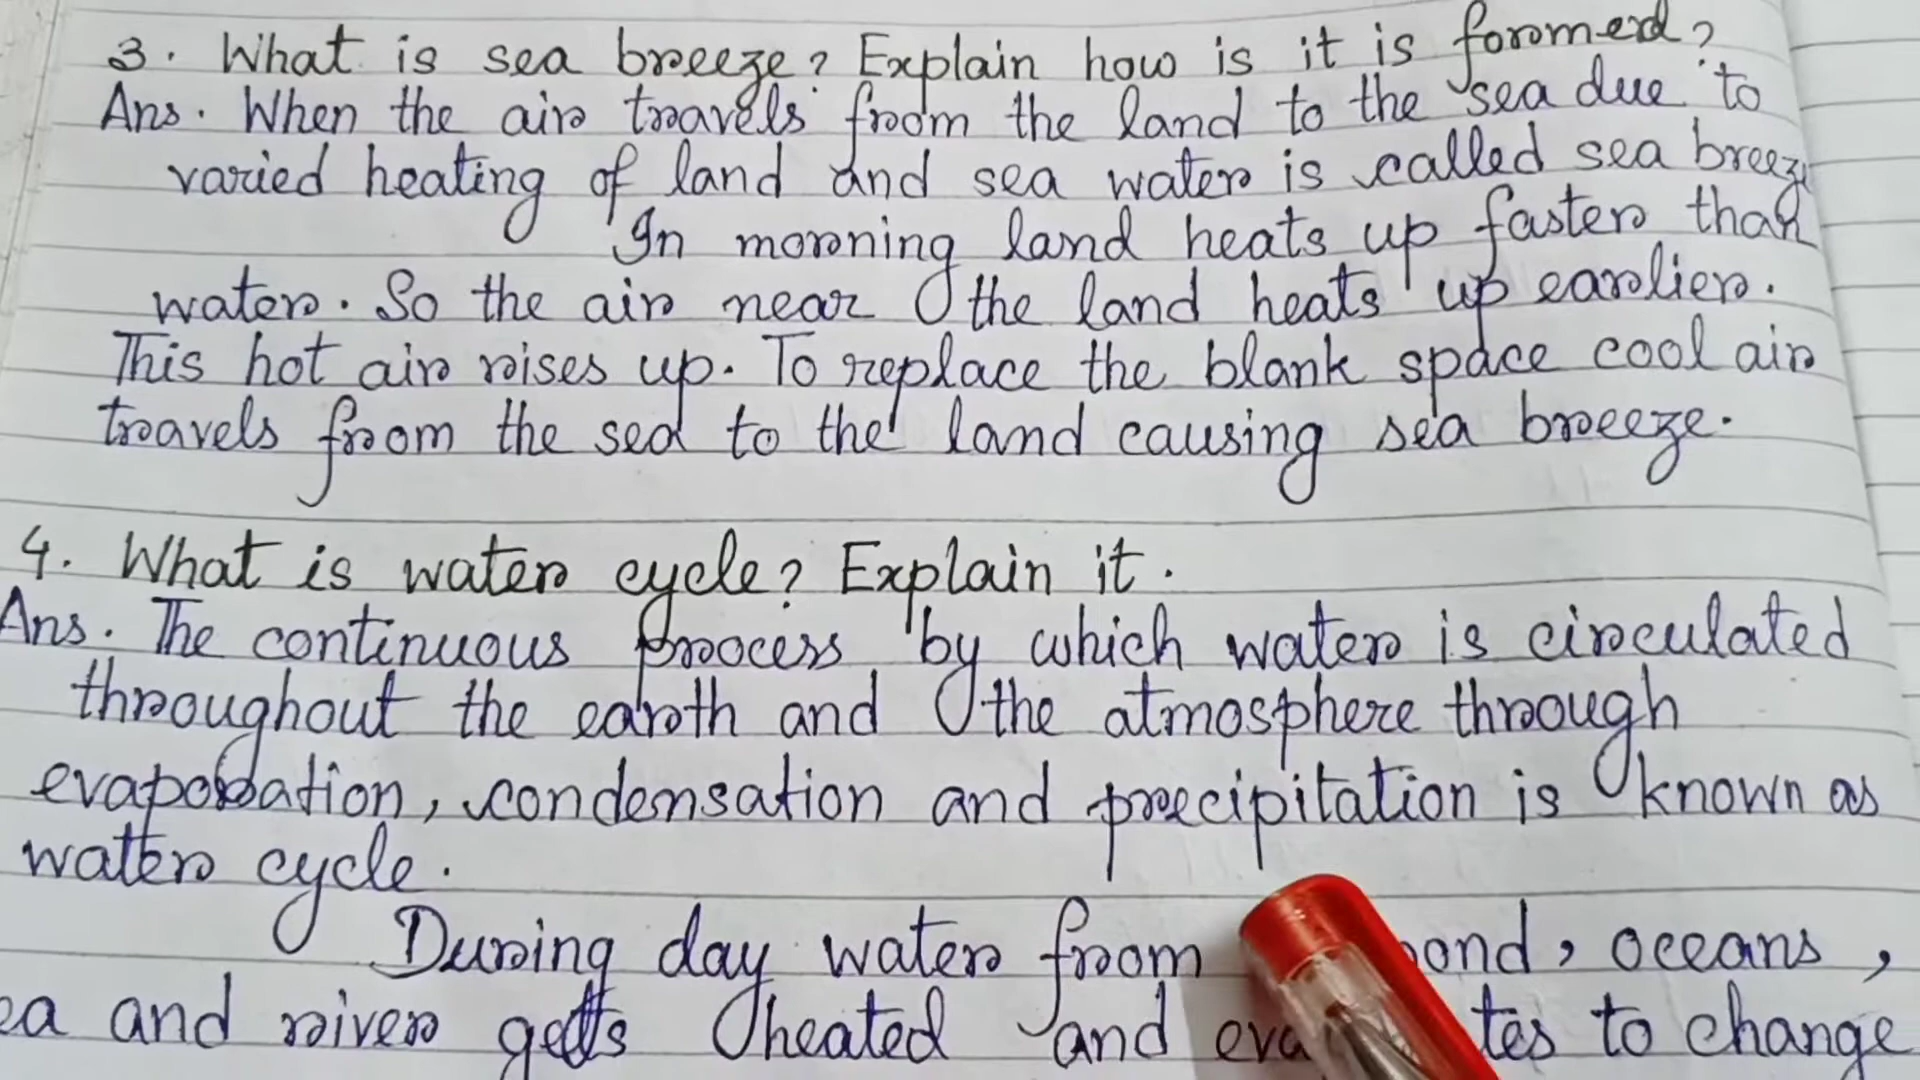 3. What is sea breeze? Explain how is it is formed?
Ans. When the air travels from the land to the sea due to
varied heating of land and sea water is called sea breeze
In morning land heats up faster than
water. So the air near the land heats up earlier.
This hot air rises up. To replace the blank space cool air
travels from the sea to the land causing sea breeze.
4. What is water cycle? Explain it.
Ans. The continuous process by which water is circulated
throughout the earth and the atmosphere through
evaporation, condensation and precipitation is known as
water cycle.
During day water from ond, oceans,
ea and river gets heated and eva tes to change